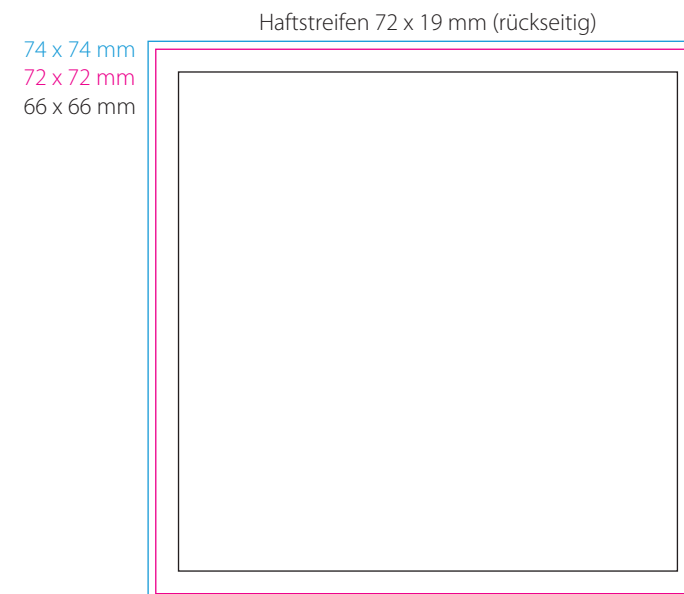 Haftstreifen 72 x 19 mm (rückseitig)
74 x 74 mm
72 x 72 mm
66 x 66 mm